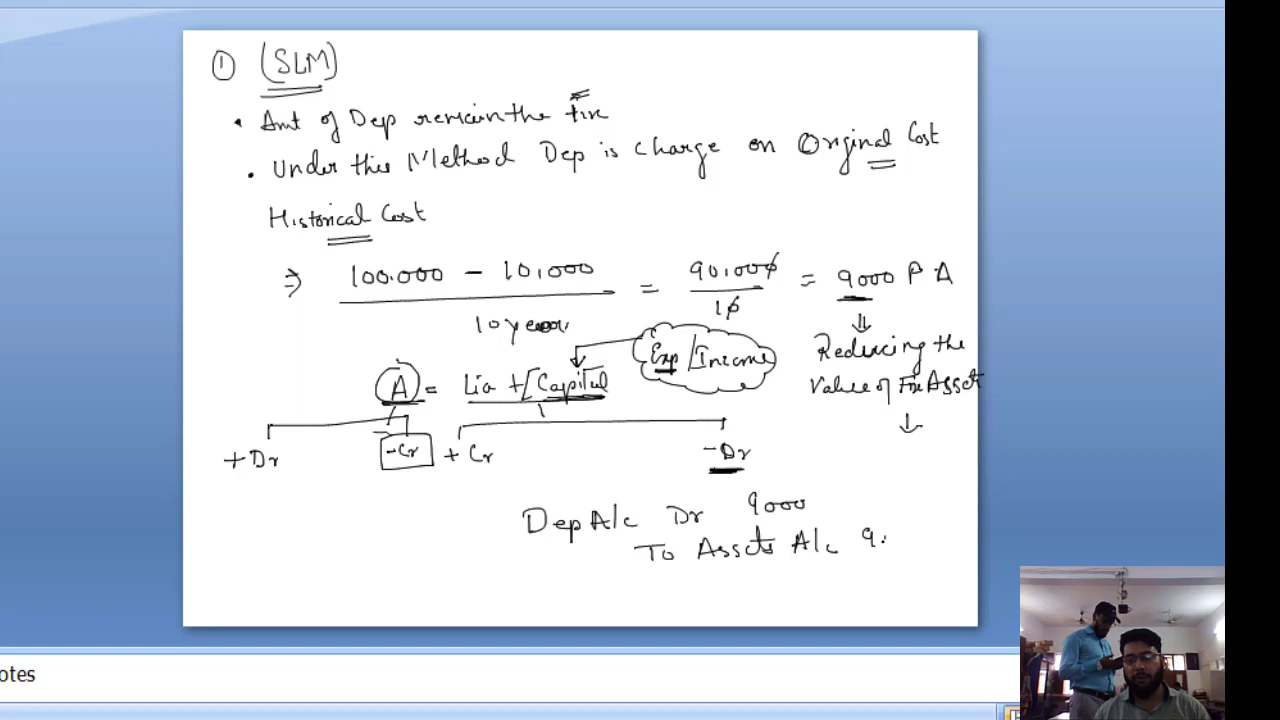 ① (SLM)
• Amt of Dep remain the fix
• Under this Method Dep is charge on Original Cost
Historical Cost
⇒ 100.000 - 10,000 / 10 year = 90,000 / 10 = 9000 P A
⇓
Reducing the
Value of Fix Asset
↓
Exp / Income
A = Lia + [Capital
+ Dr - Cr + Cr - Dr
Dep A/c Dr 9000
To Assets A/c 9.
otes